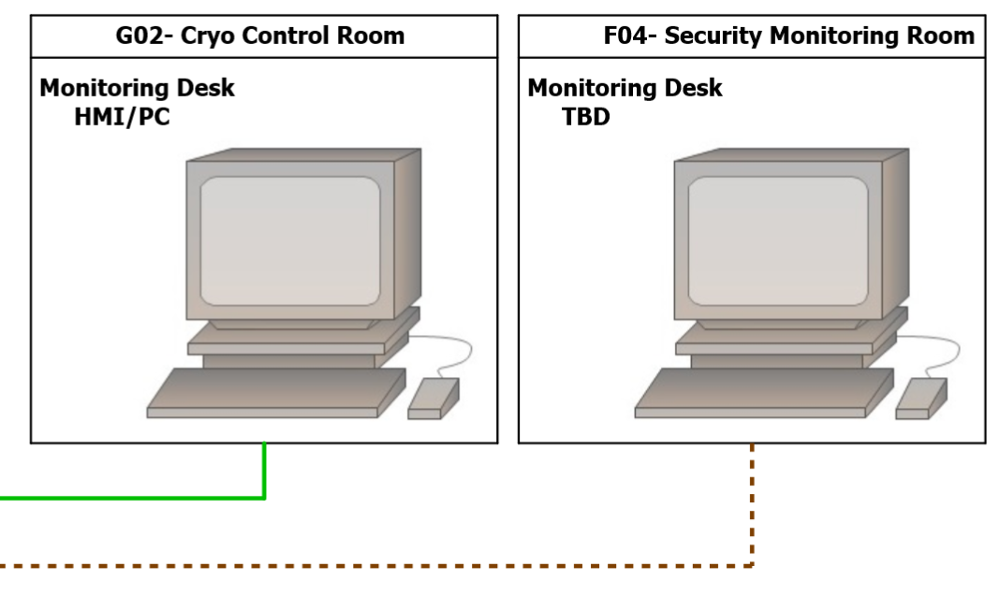 G02- Cryo Control Room
Monitoring Desk
HMI/PC
F04- Security Monitoring Room
Monitoring Desk
TBD